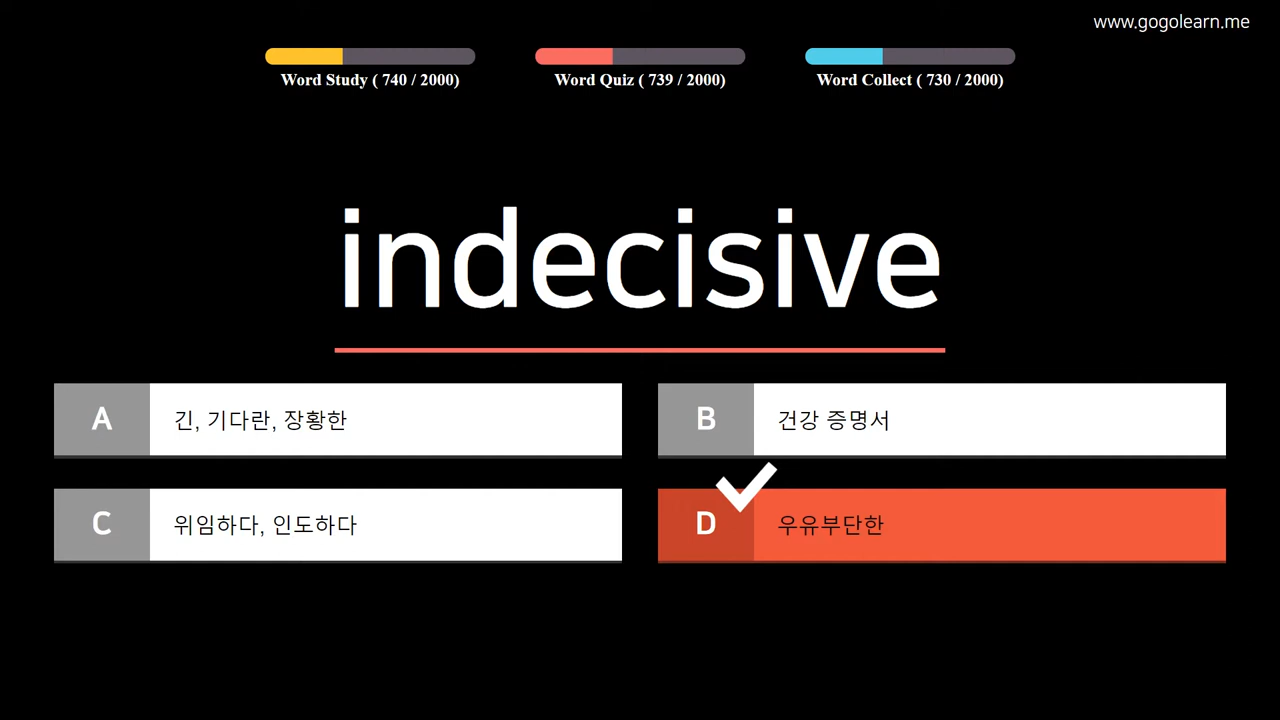 www.gogolearn.me
Word Study ( 740 / 2000)
Word Quiz ( 739 / 2000)
Word Collect ( 730 / 2000)
indecisive
A 긴, 기다란, 장황한
B 건강 증명서
C 위임하다, 인도하다
D 우유부단한